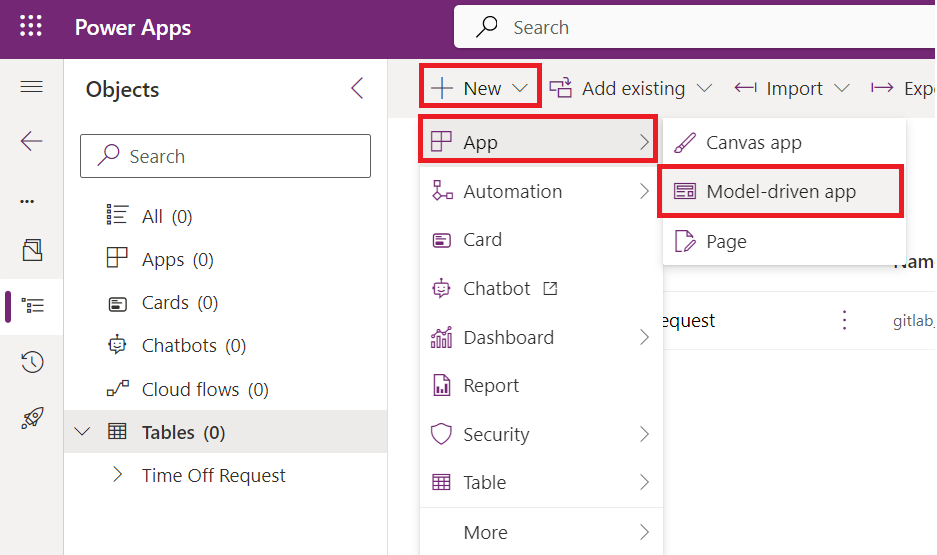 Power Apps
Search
Objects
New
Add existing
Import
Expo
Search
All (0)
Apps (0)
Cards (0)
Chatbots (0)
Cloud flows (0)
Tables (0)
Time Off Request
App
Automation
Card
Chatbot
Dashboard
Report
Security
Table
More
Canvas app
Model-driven app
Page
Name
equest
gitlab_